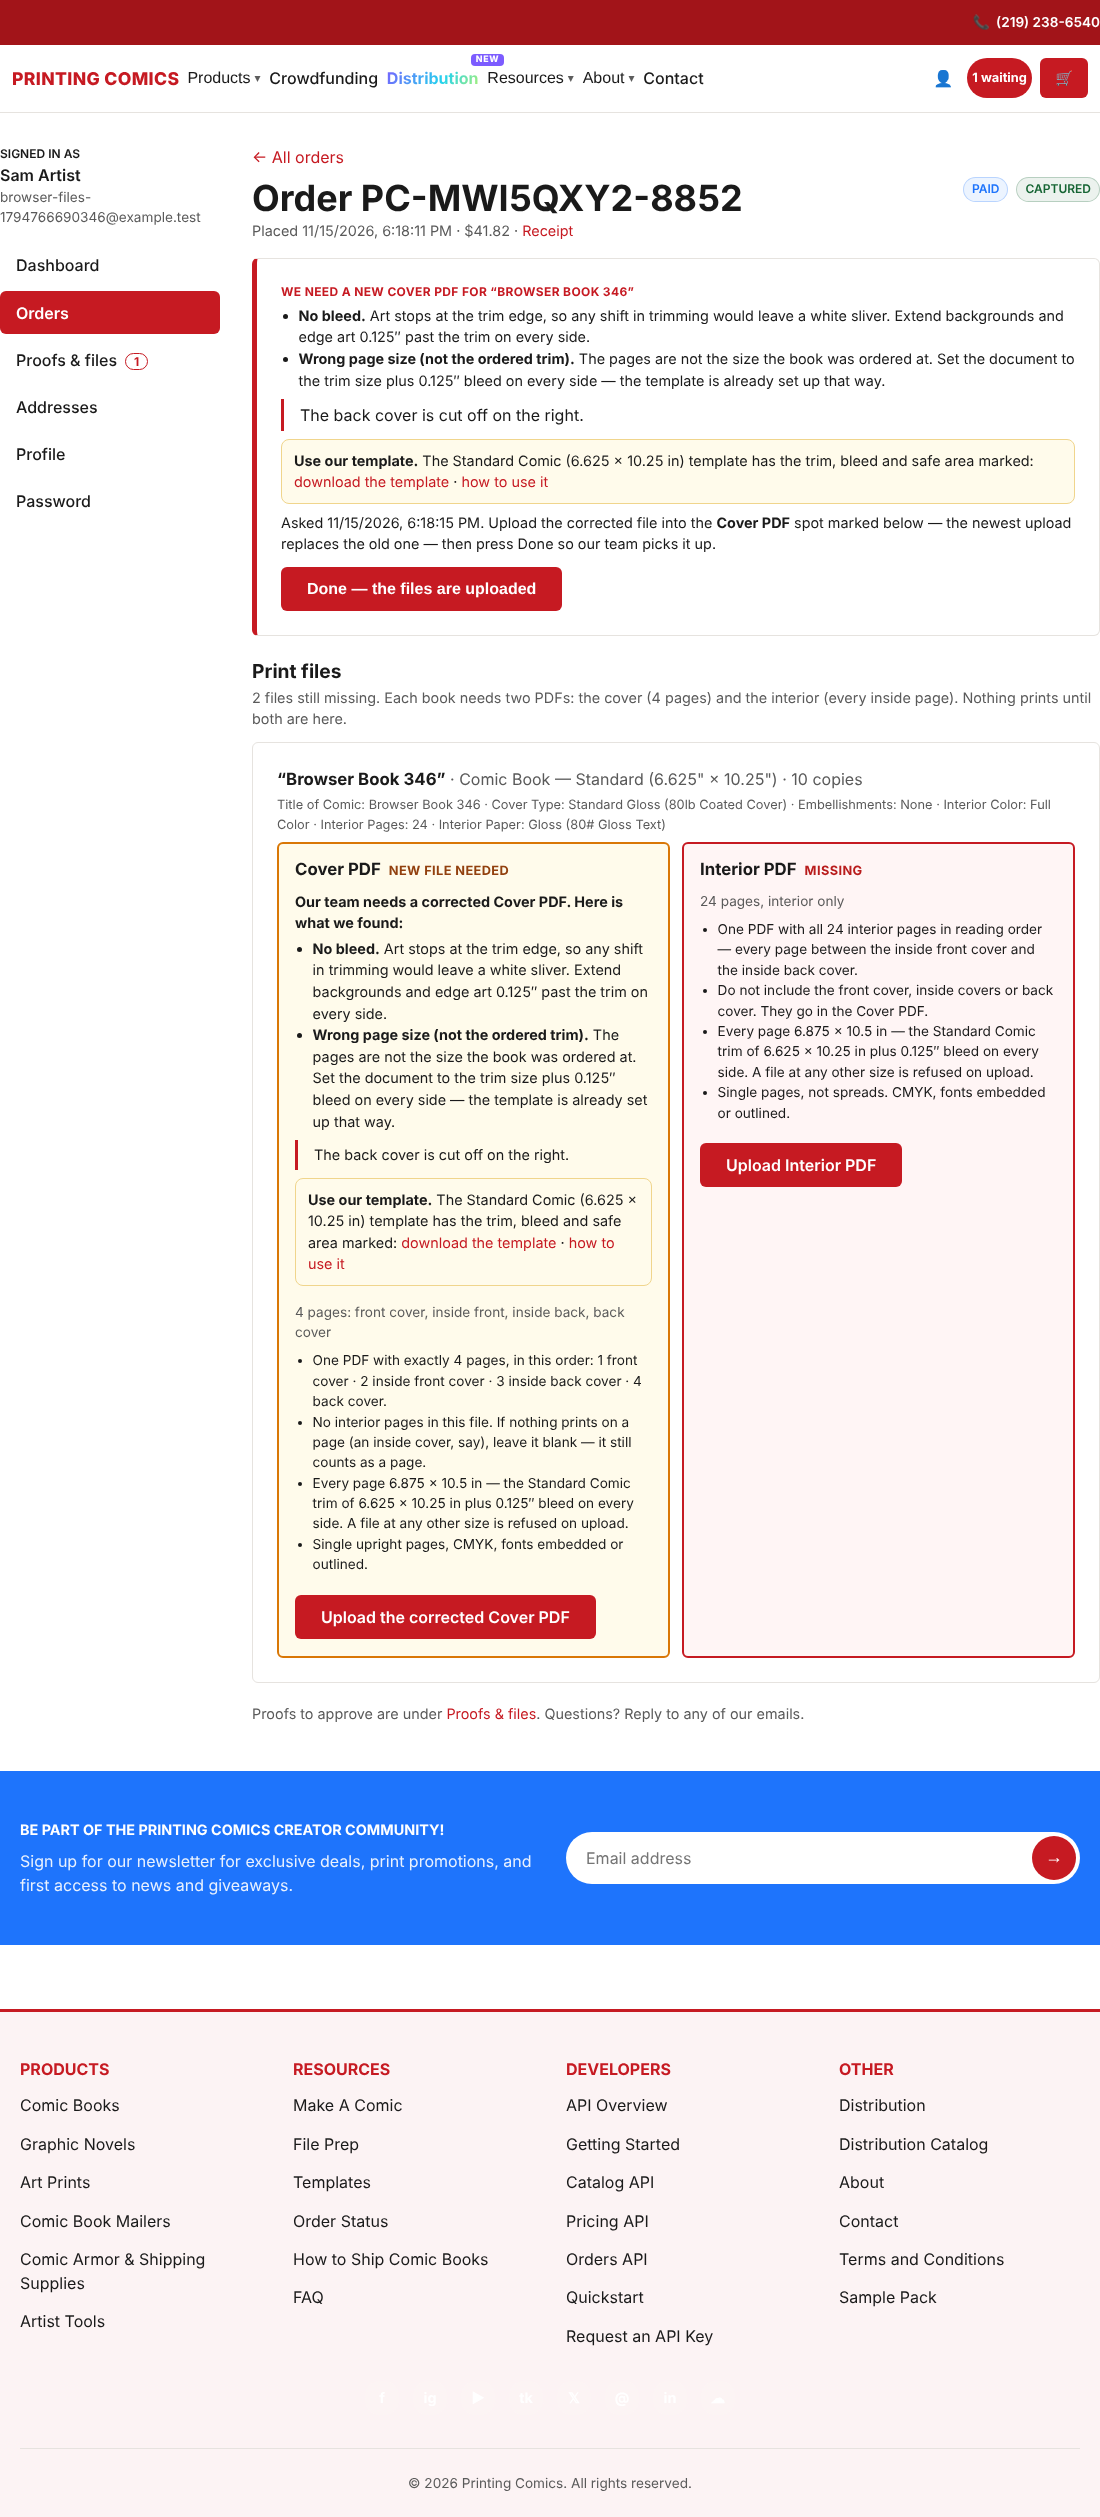 📞 (219) 238-6540
PRINTING COMICS Products ▾ Crowdfunding Distribution NEW Resources ▾ About ▾ Contact 👤 1 waiting 🛒
SIGNED IN AS
Sam Artist
browser-files-
1794766690346@example.test
Dashboard
Orders
Proofs & files 1
Addresses
Profile
Password
← All orders
Order PC-MWI5QXY2-8852 PAID CAPTURED
Placed 11/15/2026, 6:18:11 PM · $41.82 · Receipt
WE NEED A NEW COVER PDF FOR “BROWSER BOOK 346”
• No bleed. Art stops at the trim edge, so any shift in trimming would leave a white sliver. Extend backgrounds and
edge art 0.125″ past the trim on every side.
• Wrong page size (not the ordered trim). The pages are not the size the book was ordered at. Set the document to
the trim size plus 0.125″ bleed on every side — the template is already set up that way.
The back cover is cut off on the right.
Use our template. The Standard Comic (6.625 × 10.25 in) template has the trim, bleed and safe area marked:
download the template · how to use it
Asked 11/15/2026, 6:18:15 PM. Upload the corrected file into the Cover PDF spot marked below — the newest upload
replaces the old one — then press Done so our team picks it up.
Done — the files are uploaded
Print files
2 files still missing. Each book needs two PDFs: the cover (4 pages) and the interior (every inside page). Nothing prints until
both are here.
“Browser Book 346” · Comic Book — Standard (6.625" × 10.25") · 10 copies
Title of Comic: Browser Book 346 · Cover Type: Standard Gloss (80lb Coated Cover) · Embellishments: None · Interior Color: Full
Color · Interior Pages: 24 · Interior Paper: Gloss (80# Gloss Text)
Cover PDF NEW FILE NEEDED
Our team needs a corrected Cover PDF. Here is
what we found:
• No bleed. Art stops at the trim edge, so any shift
in trimming would leave a white sliver. Extend
backgrounds and edge art 0.125″ past the trim on
every side.
• Wrong page size (not the ordered trim). The
pages are not the size the book was ordered at.
Set the document to the trim size plus 0.125″
bleed on every side — the template is already set
up that way.
The back cover is cut off on the right.
Use our template. The Standard Comic (6.625 ×
10.25 in) template has the trim, bleed and safe
area marked: download the template · how to
use it
4 pages: front cover, inside front, inside back, back
cover
• One PDF with exactly 4 pages, in this order: 1 front
cover · 2 inside front cover · 3 inside back cover · 4
back cover.
• No interior pages in this file. If nothing prints on a
page (an inside cover, say), leave it blank — it still
counts as a page.
• Every page 6.875 × 10.5 in — the Standard Comic
trim of 6.625 × 10.25 in plus 0.125″ bleed on every
side. A file at any other size is refused on upload.
• Single upright pages, CMYK, fonts embedded or
outlined.
Upload the corrected Cover PDF
Interior PDF MISSING
24 pages, interior only
• One PDF with all 24 interior pages in reading order
— every page between the inside front cover and
the inside back cover.
• Do not include the front cover, inside covers or back
cover. They go in the Cover PDF.
• Every page 6.875 × 10.5 in — the Standard Comic
trim of 6.625 × 10.25 in plus 0.125″ bleed on every
side. A file at any other size is refused on upload.
• Single pages, not spreads. CMYK, fonts embedded
or outlined.
Upload Interior PDF
Proofs to approve are under Proofs & files. Questions? Reply to any of our emails.
BE PART OF THE PRINTING COMICS CREATOR COMMUNITY!
Sign up for our newsletter for exclusive deals, print promotions, and
first access to news and giveaways.
Email address →
PRODUCTS
Comic Books
Graphic Novels
Art Prints
Comic Book Mailers
Comic Armor & Shipping
Supplies
Artist Tools
RESOURCES
Make A Comic
File Prep
Templates
Order Status
How to Ship Comic Books
FAQ
DEVELOPERS
API Overview
Getting Started
Catalog API
Pricing API
Orders API
Quickstart
Request an API Key
OTHER
Distribution
Distribution Catalog
About
Contact
Terms and Conditions
Sample Pack
f ig ▶ tk 𝕏 @ in ☁
© 2026 Printing Comics. All rights reserved.